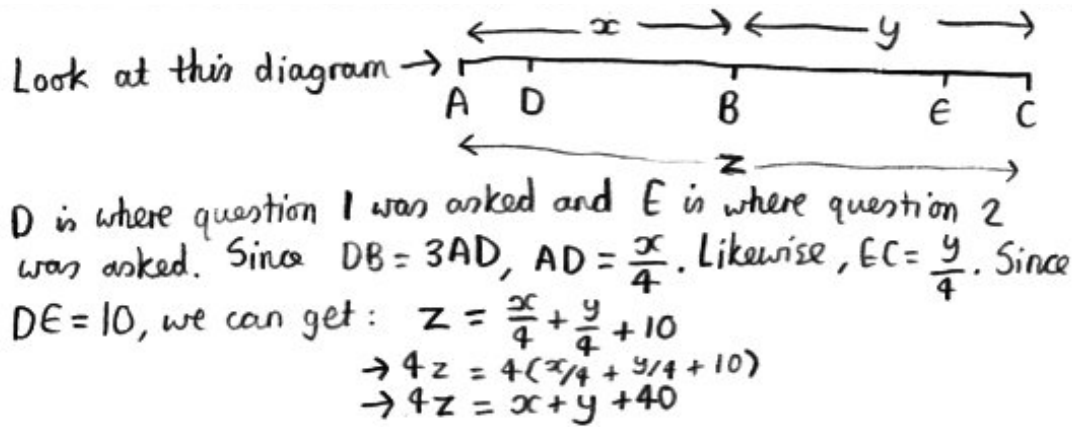 x y
Look at this diagram →
A D B E C
z
D is where question 1 was asked and E is where question 2
was asked. Since DB = 3AD, AD = x/4. Likewise, EC = y/4. Since
DE = 10, we can get: z = x/4 + y/4 + 10
→ 4z = 4(x/4 + y/4 + 10)
→ 4z = x + y + 40